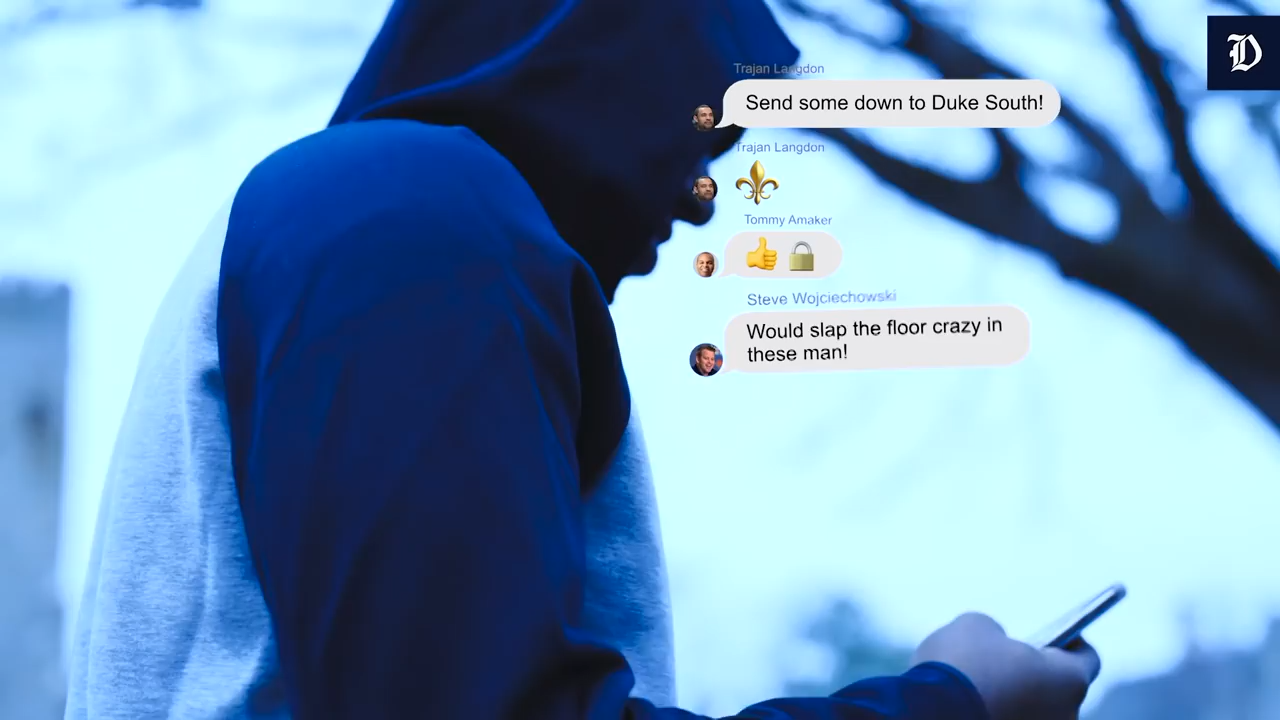 D
Trajan Langdon
Send some down to Duke South!
Trajan Langdon
⚜️
Tommy Amaker
👍 🔒
Steve Wojciechowski
Would slap the floor crazy in
these man!